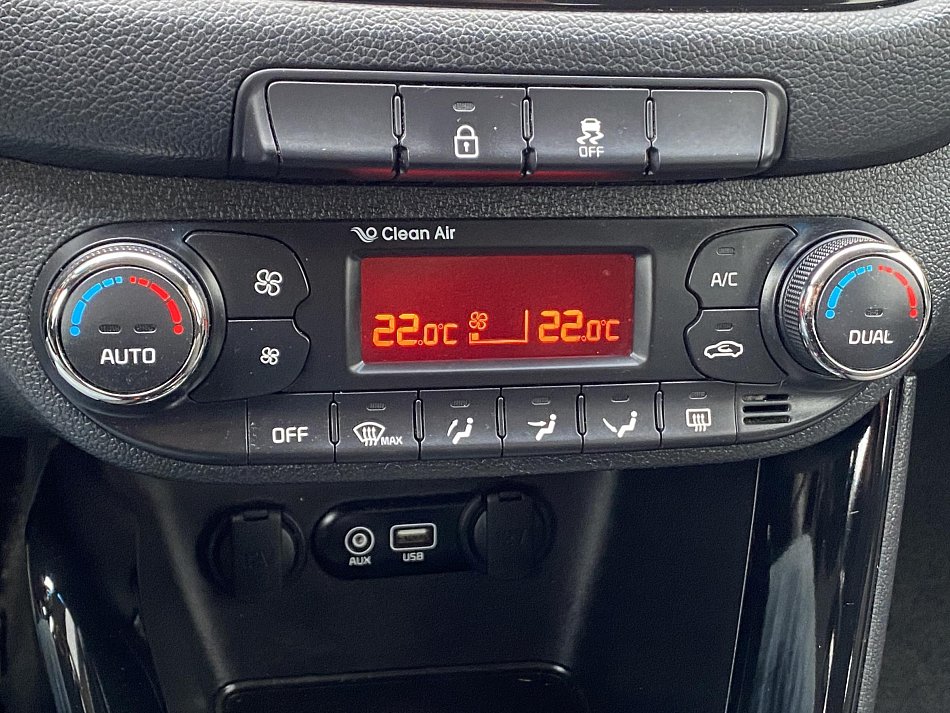 OFF
Clean Air
A/C
AUTO
22.0°C
22.0°C
DUAL
OFF
MAX
AUX
USB